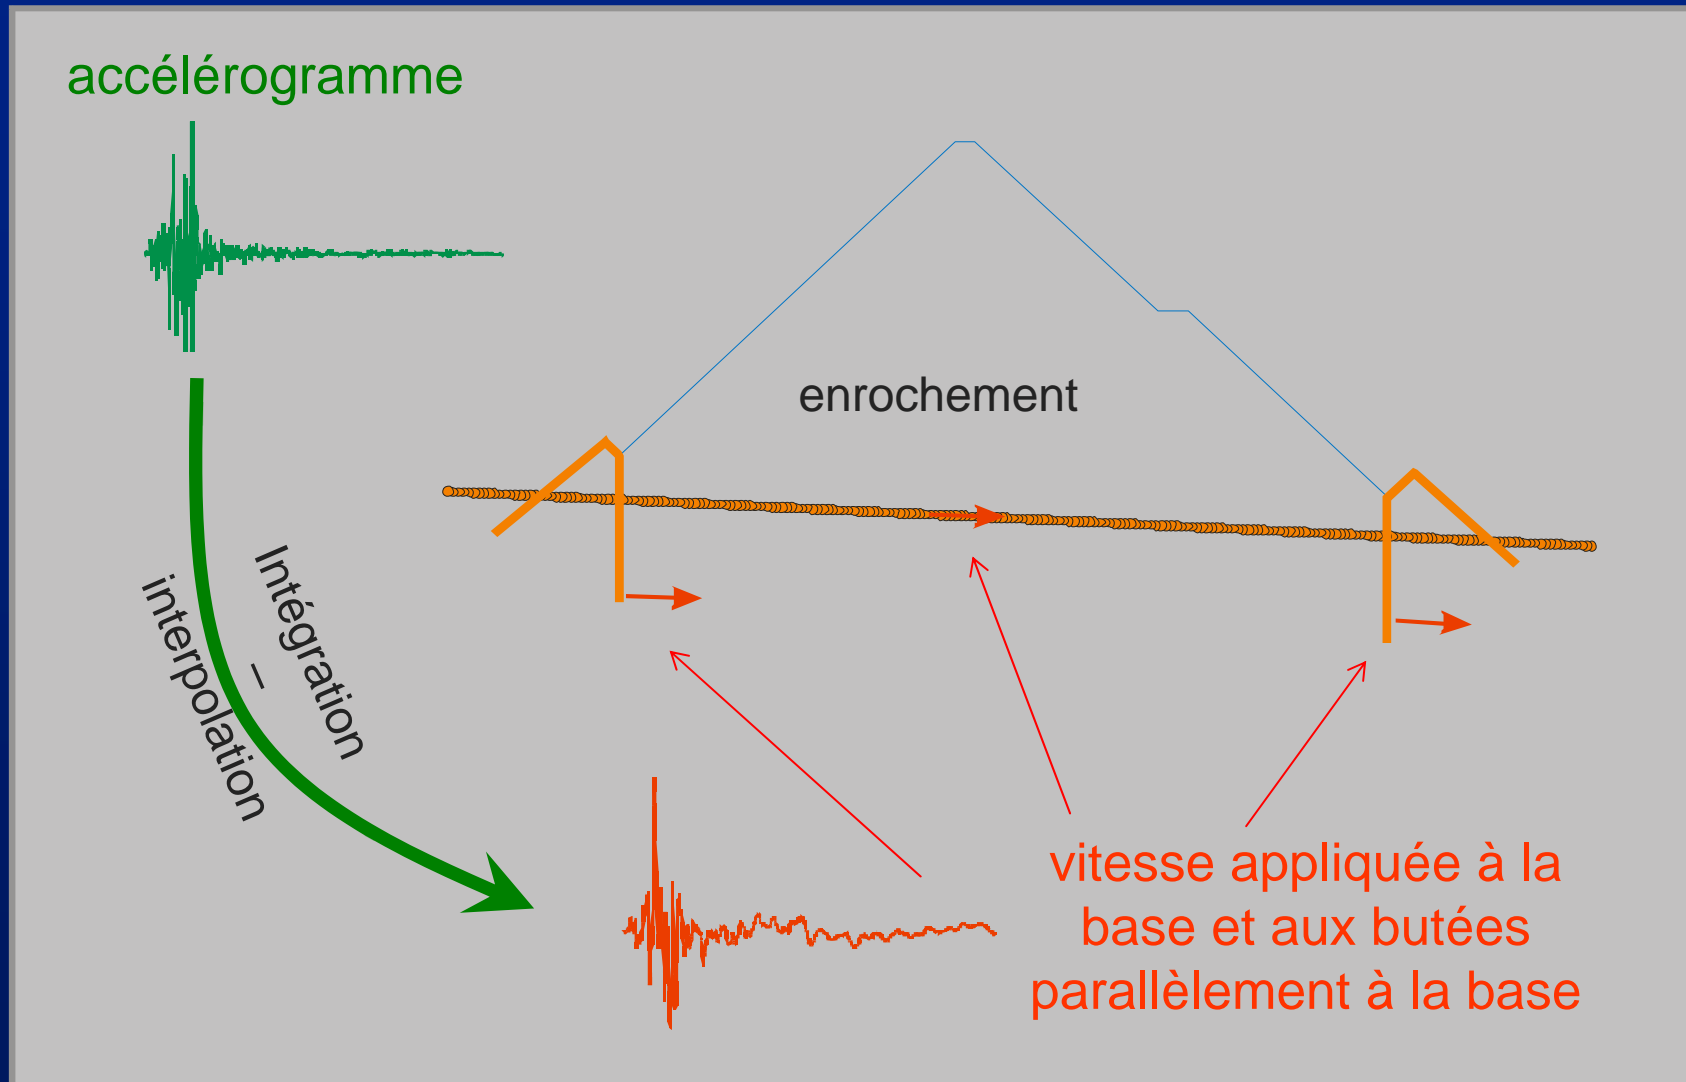 accélérogramme
enrochement
Intégration
–
interpolation
vitesse appliquée à la
base et aux butées
parallèlement à la base